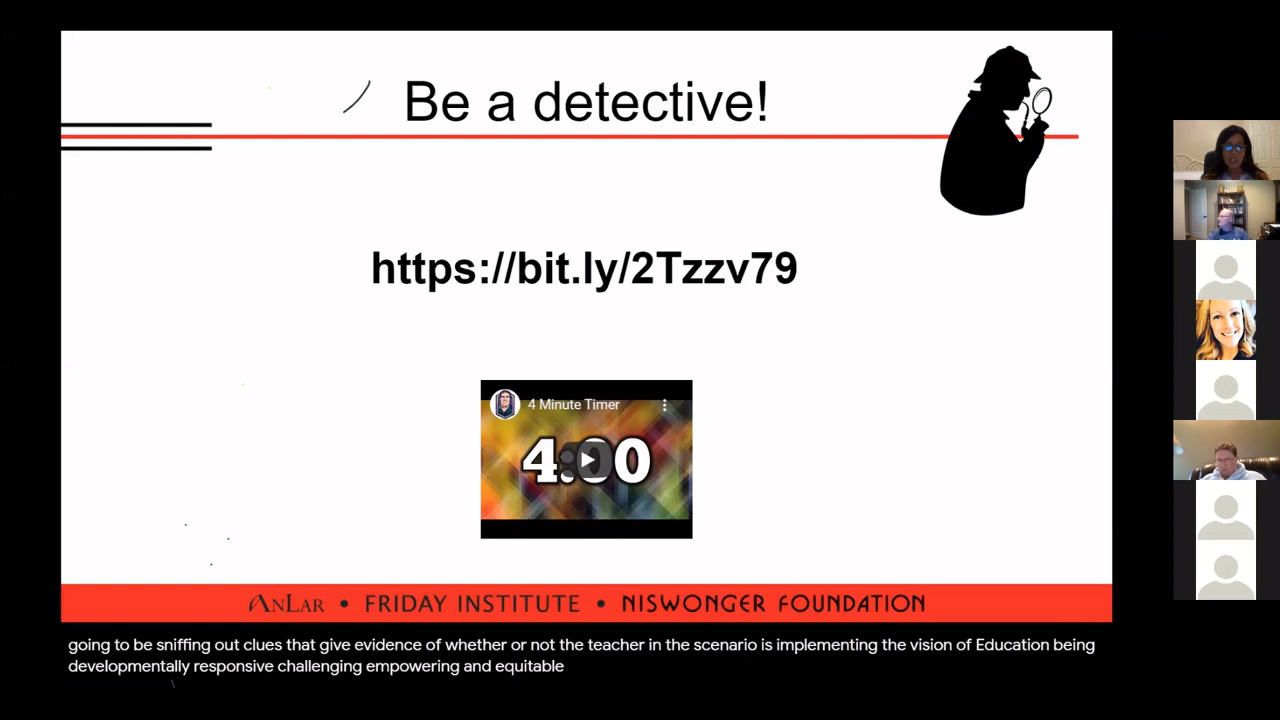 Be a detective!
https://bit.ly/2Tzzv79
4 Minute Timer
4:00
ANLAR • FRIDAY INSTITUTE • NISWONGER FOUNDATION
going to be sniffing out clues that give evidence of whether or not the teacher in the scenario is implementing the vision of Education being
developmentally responsive challenging empowering and equitable